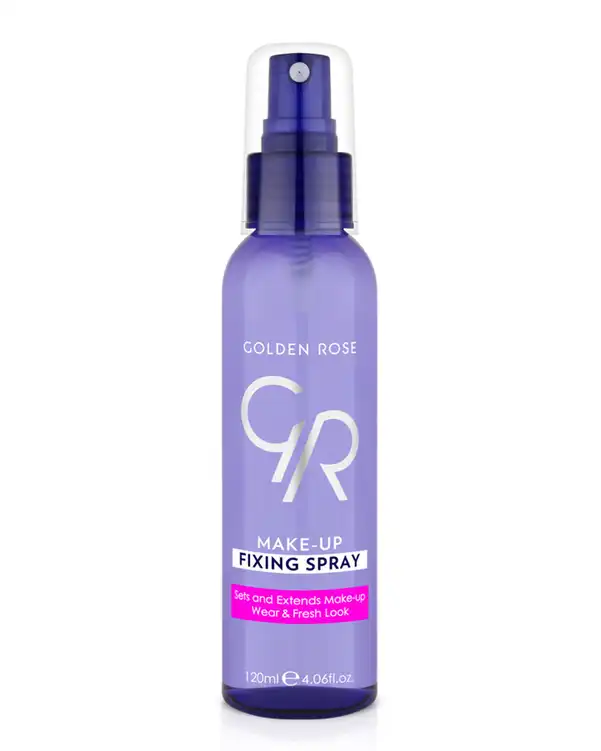 GOLDEN ROSE
GR
MAKE-UP
FIXING SPRAY
Sets and Extends Make-up
Wear & Fresh Look
120ml ℮ 4.06fl.oz.